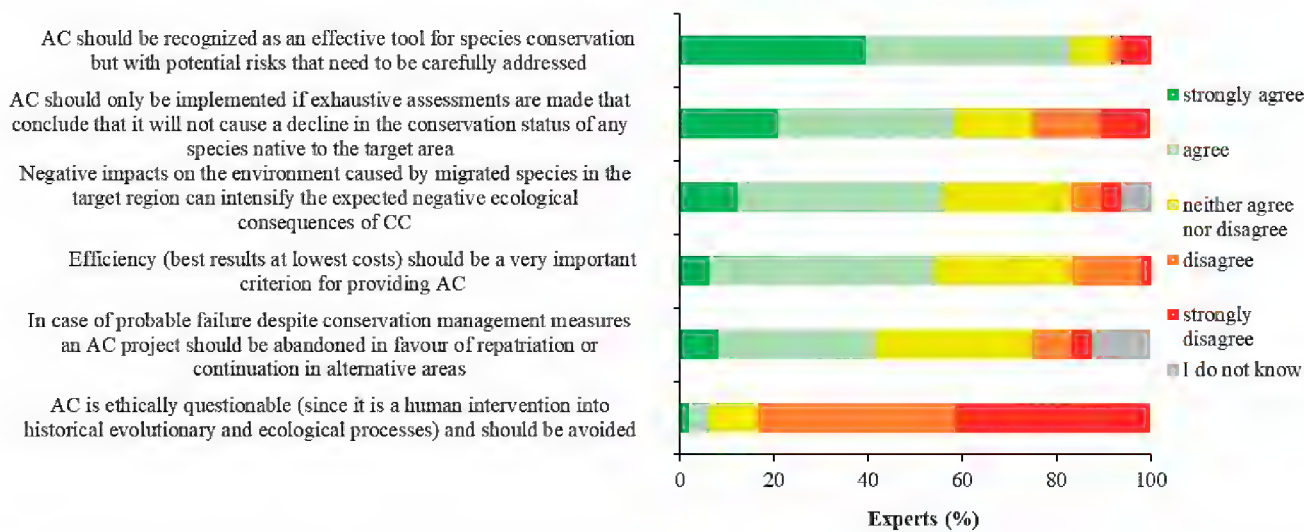 AC should be recognized as an effective tool for species conservation
but with potential risks that need to be carefully addressed
AC should only be implemented if exhaustive assessments are made that
conclude that it will not cause a decline in the conservation status of any
species native to the target area
Negative impacts on the environment caused by migrated species in the
target region can intensify the expected negative ecological
consequences of CC
Efficiency (best results at lowest costs) should be a very important
criterion for providing AC
In case of probable failure despite conservation management measures
an AC project should be abandoned in favour of repatriation or
continuation in alternative areas
AC is ethically questionable (since it is a human intervention into
historical evolutionary and ecological processes) and should be avoided
0 20 40 60 80 100
Experts (%)
strongly agree
agree
neither agree
nor disagree
disagree
strongly
disagree
I do not know